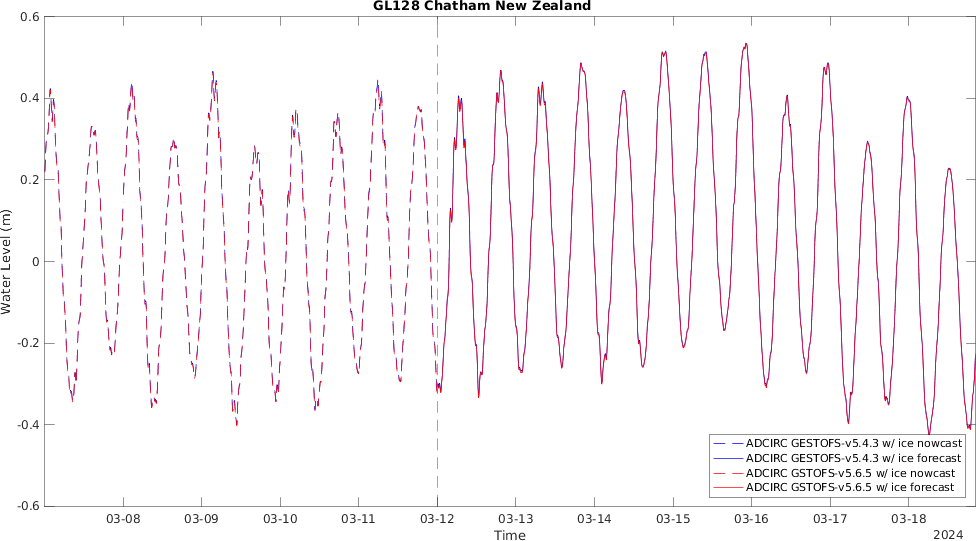 GL128 Chatham New Zealand
0.6
0.4
0.2
0
-0.2
-0.4
-0.6
Water Level (m)
ADCIRC GESTOFS-v5.4.3 w/ ice nowcast
ADCIRC GESTOFS-v5.4.3 w/ ice forecast
ADCIRC GSTOFS-v5.6.5 w/ ice nowcast
ADCIRC GSTOFS-v5.6.5 w/ ice forecast
03-08 03-09 03-10 03-11 03-12 03-13 03-14 03-15 03-16 03-17 03-18
Time
2024